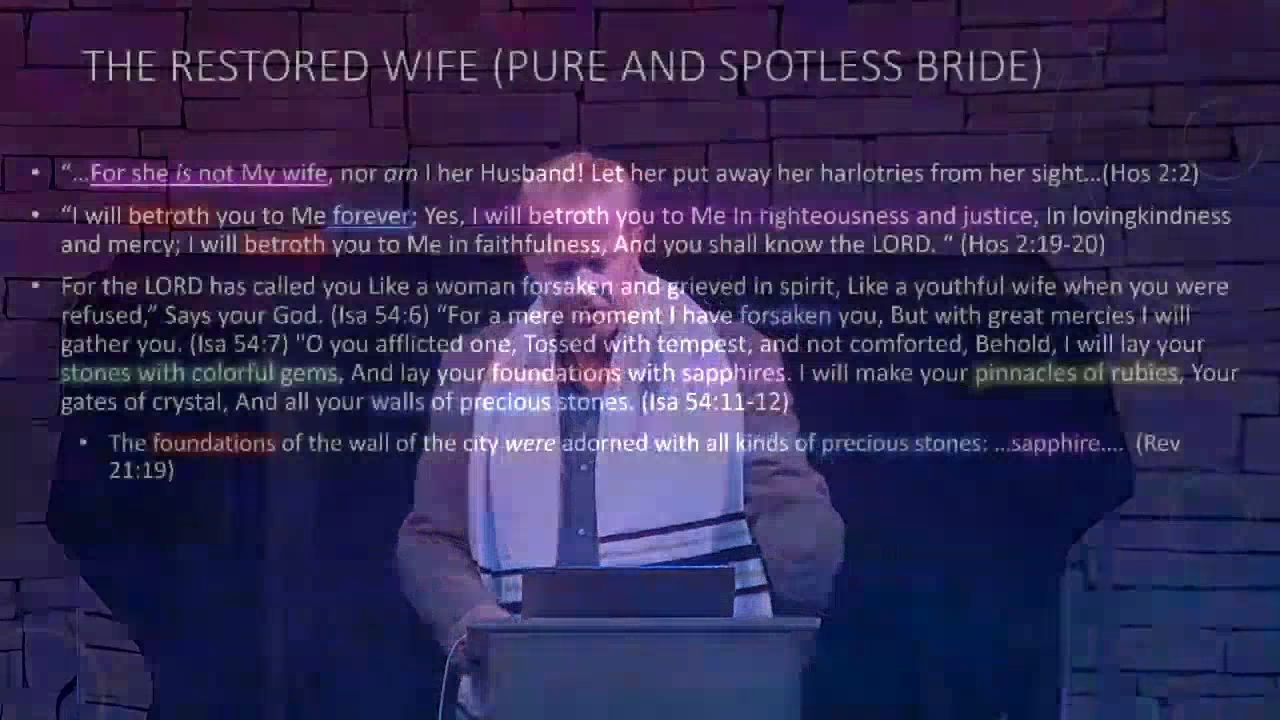 THE RESTORED WIFE (PURE AND SPOTLESS BRIDE)
• “...For she is not My wife, nor am I her Husband! Let her put away her harlotries from her sight...(Hos 2:2)
• “I will betroth you to Me forever; Yes, I will betroth you to Me In righteousness and justice, In lovingkindness
and mercy; I will betroth you to Me in faithfulness, And you shall know the LORD. “ (Hos 2:19-20)
• For the LORD has called you Like a woman forsaken and grieved in spirit, Like a youthful wife when you were
refused,” Says your God. (Isa 54:6) “For a mere moment I have forsaken you, But with great mercies I will
gather you. (Isa 54:7) "O you afflicted one, Tossed with tempest, and not comforted, Behold, I will lay your
stones with colorful gems, And lay your foundations with sapphires. I will make your pinnacles of rubies, Your
gates of crystal, And all your walls of precious stones. (Isa 54:11-12)
• The foundations of the wall of the city were adorned with all kinds of precious stones: ...sapphire.... (Rev
21:19)